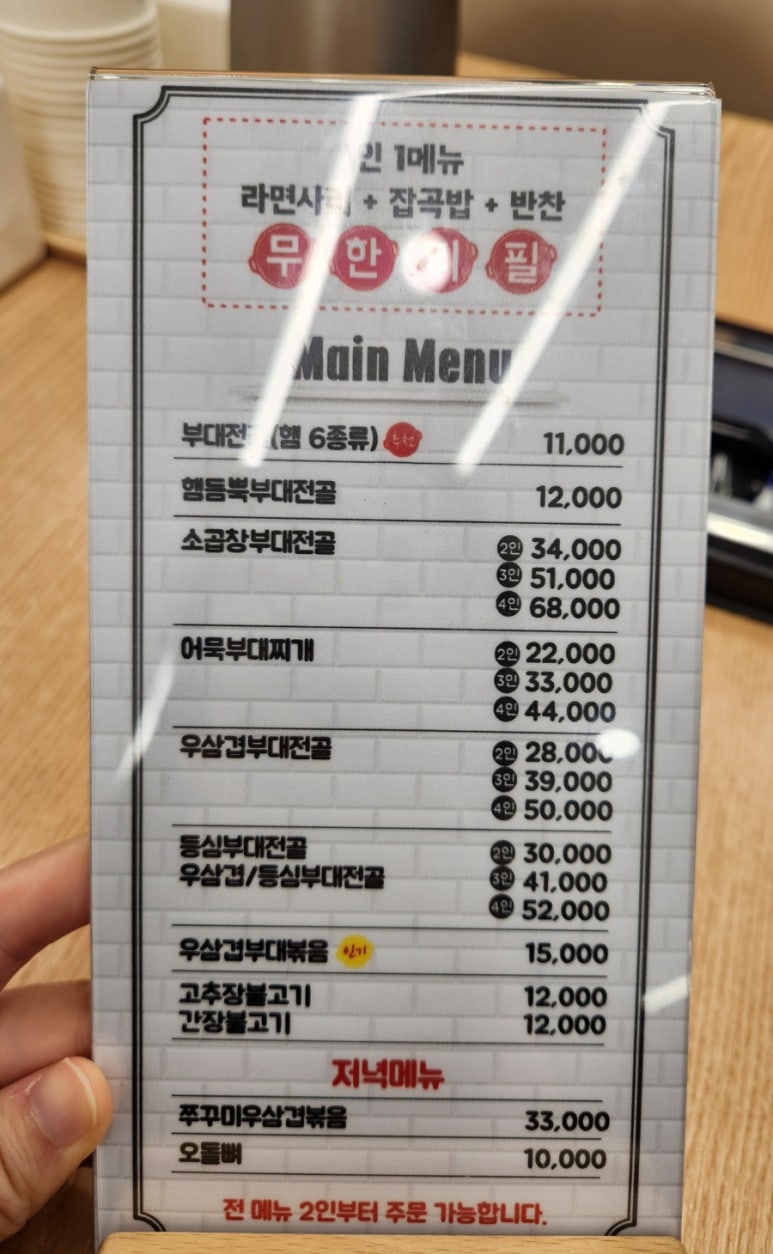 1메뉴
라면사리 + 잡곡밥 + 반찬
무한리필
Main Menu
부대전골(햄 6종류) 추천 11,000
햄듬뿍부대전골 12,000
소곱창부대전골 2인 34,000
3인 51,000
4인 68,000
어묵부대찌개 2인 22,000
3인 33,000
4인 44,000
우삼겹부대전골 2인 28,000
3인 39,000
4인 50,000
등심부대전골 2인 30,000
우삼겹/등심부대전골 3인 41,000
4인 52,000
우삼겹부대볶음 인기 15,000
고추장불고기 12,000
간장불고기 12,000
저녁메뉴
쭈꾸미우삼겹볶음 33,000
오돌뼈 10,000
전 메뉴 2인부터 주문 가능합니다.